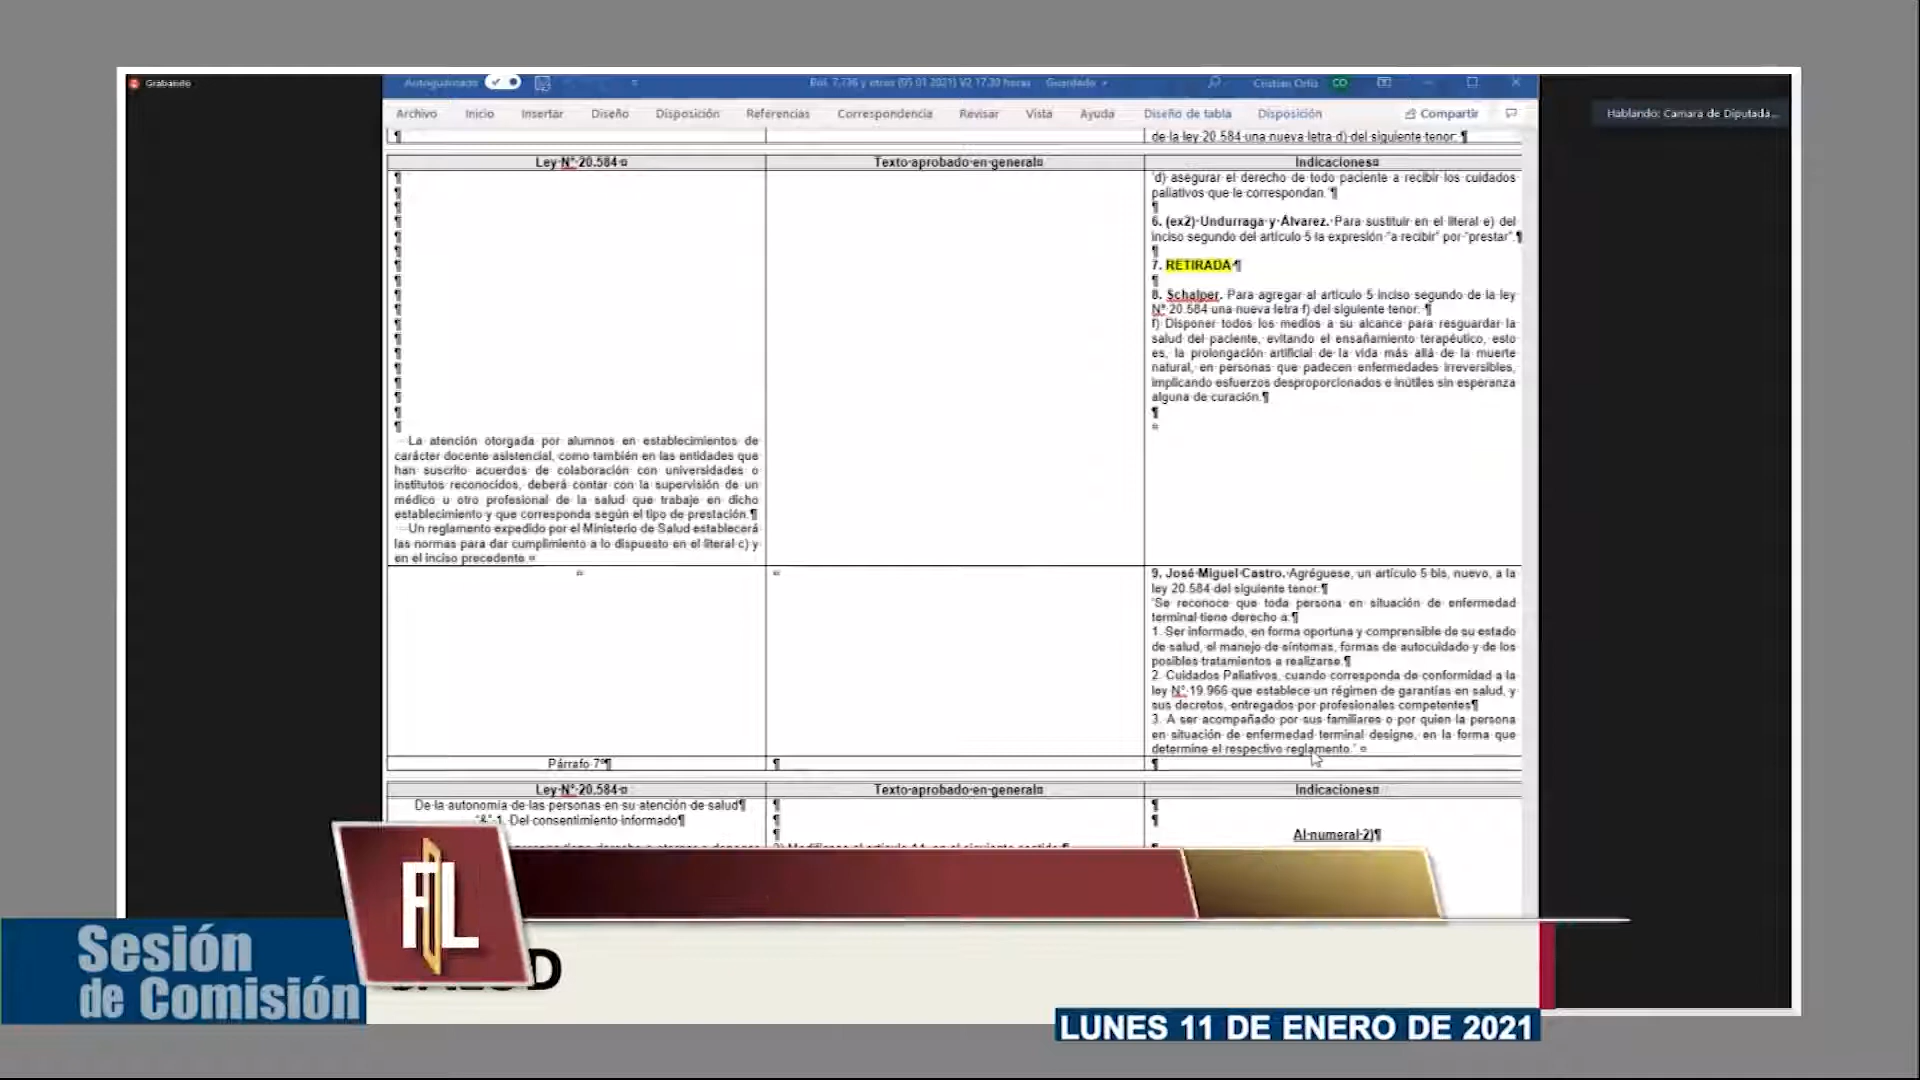 Grabando
Autoguardado
Bol. 7.736 y otros (05 01 2021) V2 17.30 horas
Guardado
Cristian Ortiz
CO
Archivo Inicio Insertar Diseño Disposición Referencias Correspondencia Revisar Vista Ayuda Diseño de tabla Disposición Compartir
Hablando: Camara de Diputada...
de la ley 20.584 una nueva letra d) del siguiente tenor: ¶
Ley N° 20.584
Texto aprobado en general
Indicaciones
"d) asegurar el derecho de todo paciente a recibir los cuidados
paliativos que le correspondan."¶
6. (ex2) Undurraga y Álvarez. Para sustituir en el literal e) del
inciso segundo del artículo 5 la expresión "a recibir" por "prestar".¶
7. RETIRADA ¶
8. Schalper. Para agregar al artículo 5 inciso segundo de la ley
N° 20.584 una nueva letra f) del siguiente tenor: ¶
f) Disponer todos los medios a su alcance para resguardar la
salud del paciente, evitando el ensañamiento terapéutico, esto
es, la prolongación artificial de la vida más allá de la muerte
natural, en personas que padecen enfermedades irreversibles,
implicando esfuerzos desproporcionados e inútiles sin esperanza
alguna de curación.¶
La atención otorgada por alumnos en establecimientos de
carácter docente asistencial, como también en las entidades que
han suscrito acuerdos de colaboración con universidades o
institutos reconocidos, deberá contar con la supervisión de un
médico u otro profesional de la salud que trabaje en dicho
establecimiento y que corresponda según el tipo de prestación.¶
Un reglamento expedido por el Ministerio de Salud establecerá
las normas para dar cumplimiento a lo dispuesto en el literal c) y
en el inciso precedente.
9. José Miguel Castro. Agréguese, un artículo 5 bis, nuevo, a la
ley 20.584 del siguiente tenor:¶
"Se reconoce que toda persona en situación de enfermedad
terminal tiene derecho a:¶
1. Ser informado, en forma oportuna y comprensible de su estado
de salud, el manejo de síntomas, formas de autocuidado y de los
posibles tratamientos a realizarse.¶
2. Cuidados Paliativos, cuando corresponda de conformidad a la
ley N° 19.966 que establece un régimen de garantías en salud, y
sus decretos, entregados por profesionales competentes¶
3. A ser acompañado por sus familiares o por quien la persona
en situación de enfermedad terminal designe, en la forma que
determine el respectivo reglamento."
Párrafo 7°¶
Ley N° 20.584
Texto aprobado en general
Indicaciones
De la autonomía de las personas en su atención de salud¶
"&" 1. Del consentimiento informado¶
Al numeral 2)¶
Sesión
de Comisión
LUNES 11 DE ENERO DE 2021